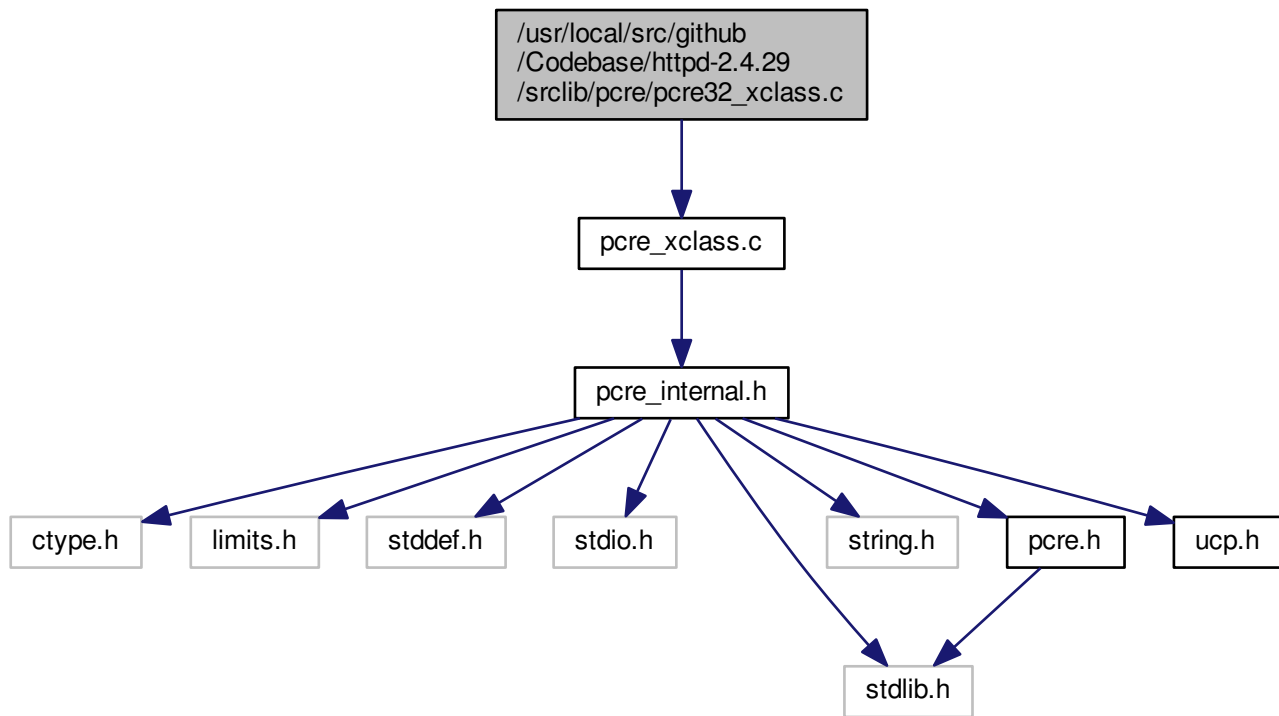 /usr/local/src/github
/Codebase/httpd-2.4.29
/srclib/pcre/pcre32_xclass.c
pcre_xclass.c
pcre_internal.h
ctype.h
limits.h
stddef.h
stdio.h
string.h
pcre.h
ucp.h
stdlib.h